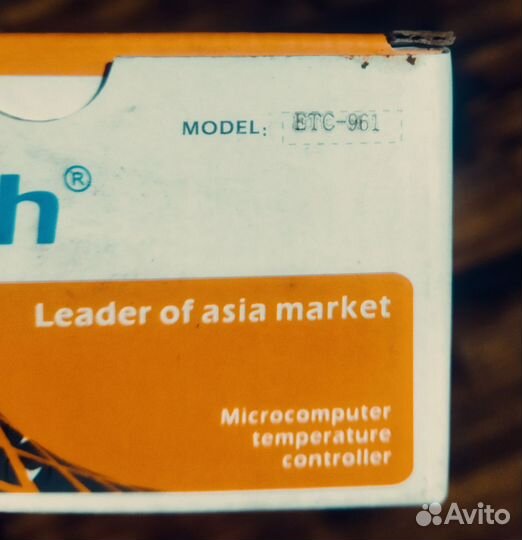 MODEL: ETC-961
h®
Leader of asia market
Microcomputer
temperature
controller
Avito